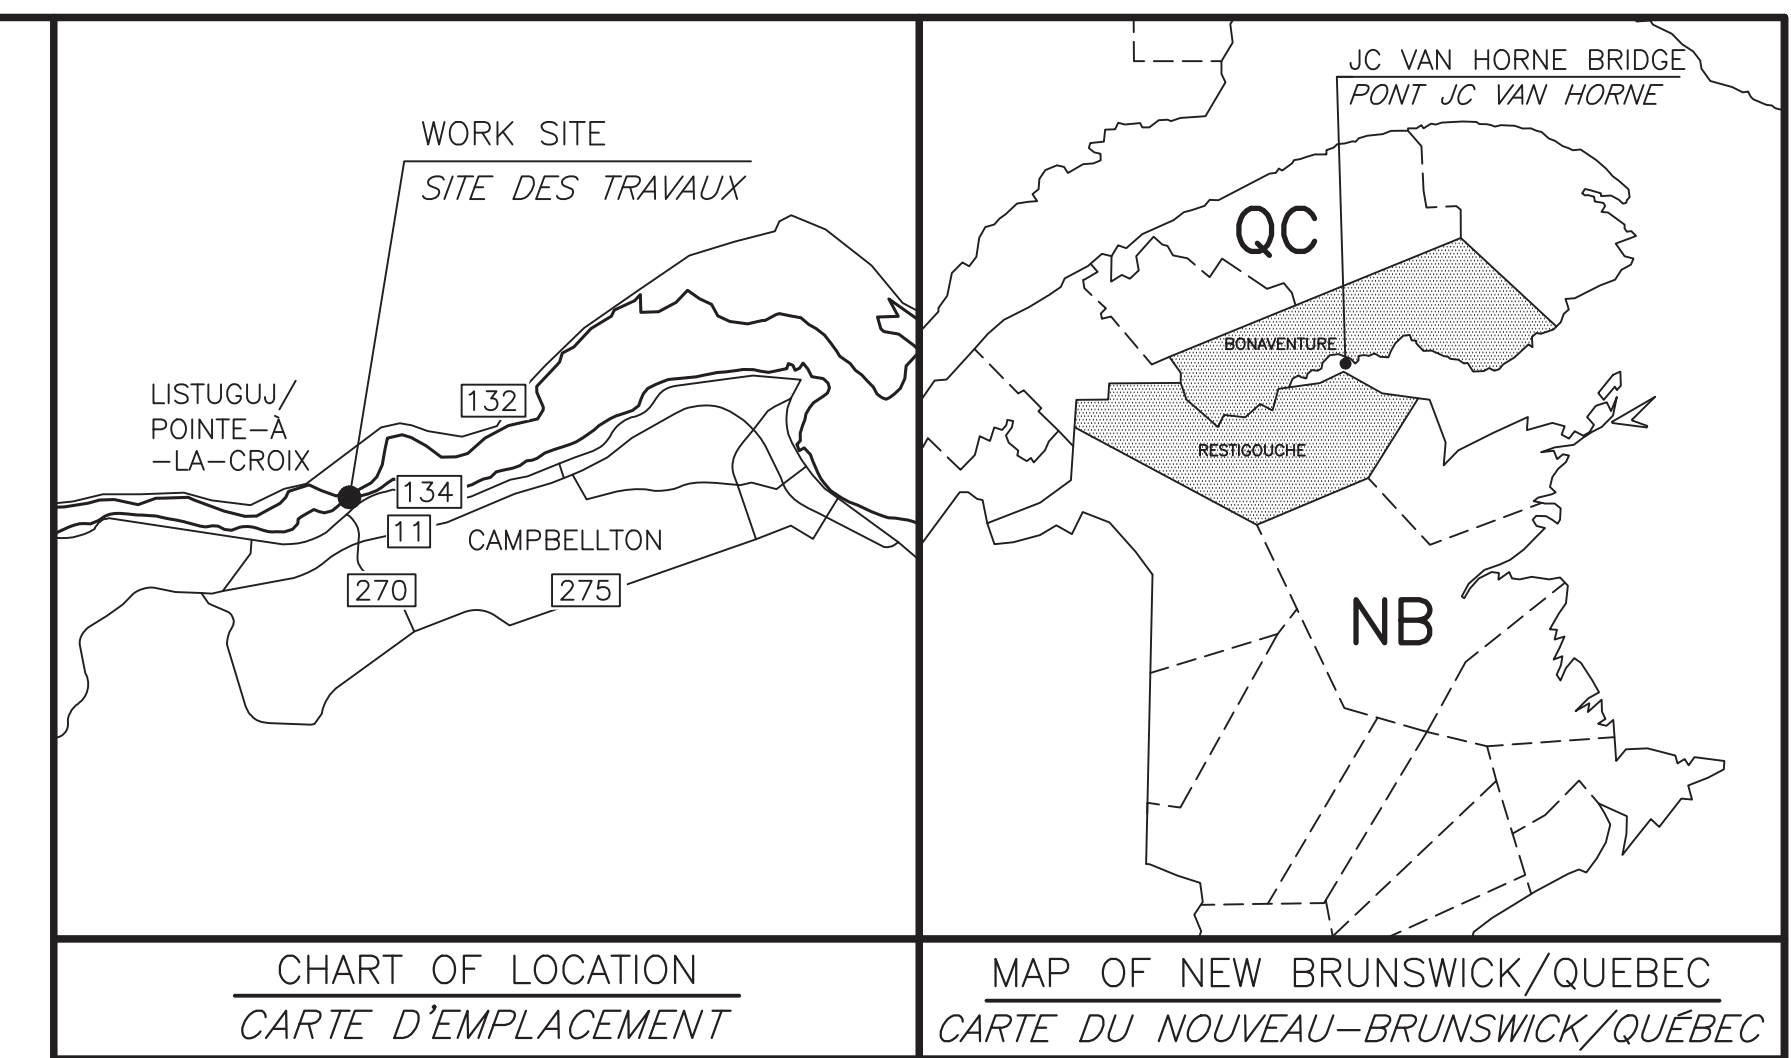 WORK SITE
SITE DES TRAVAUX
LISTUGUJ/
POINTE-À
-LA-CROIX
132
134
11
CAMPBELLTON
270
275
CHART OF LOCATION
CARTE D'EMPLACEMENT
JC VAN HORNE BRIDGE
PONT JC VAN HORNE
QC
BONAVENTURE
RESTIGOUCHE
NB
MAP OF NEW BRUNSWICK/QUEBEC
CARTE DU NOUVEAU-BRUNSWICK/QUÉBEC